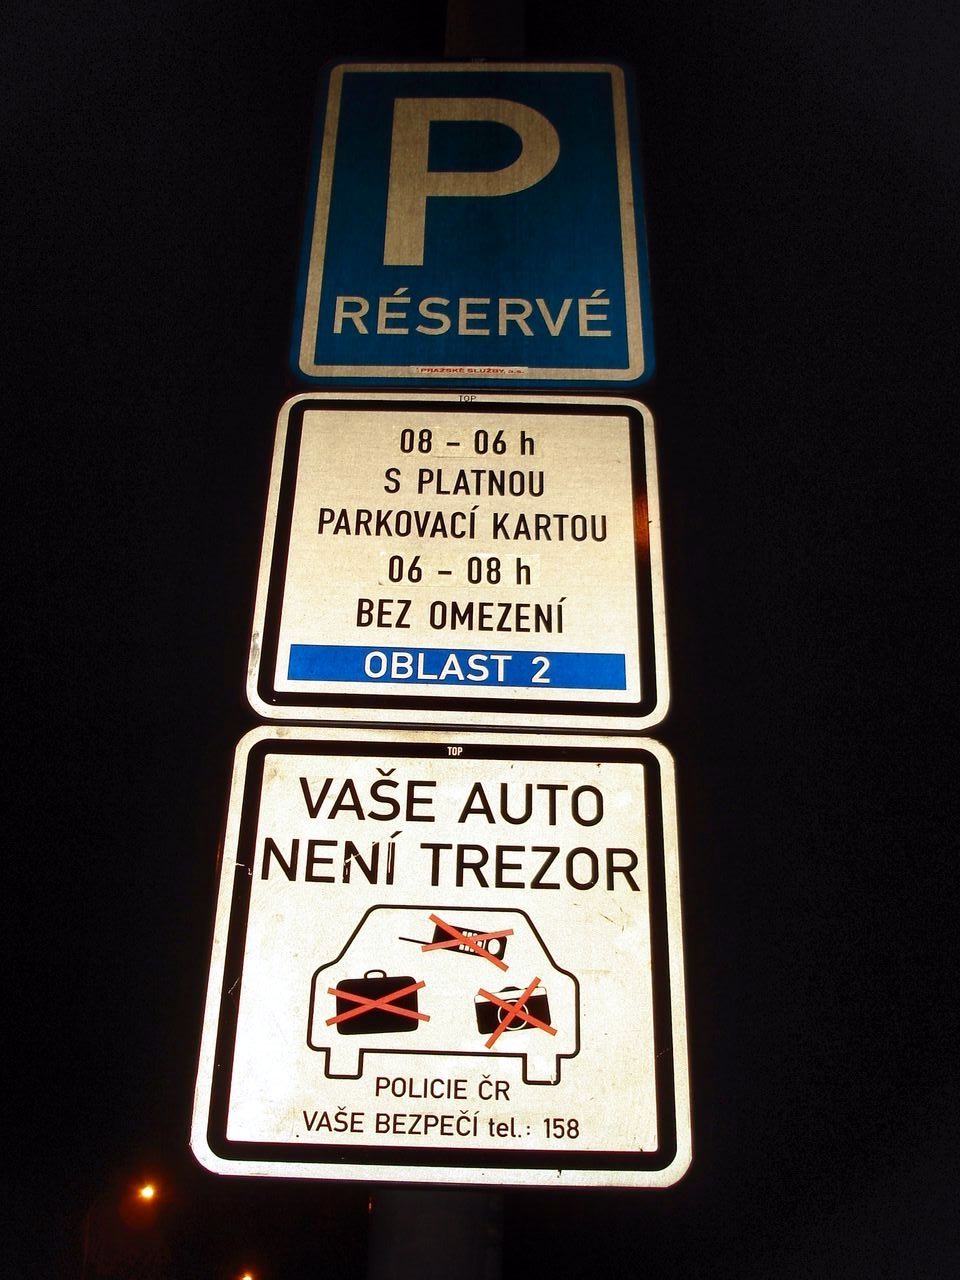 P
RÉSERVÉ
PRAŽSKÉ SLUŽBY, a.s.
TOP
08 - 06 h
S PLATNOU
PARKOVACÍ KARTOU
06 - 08 h
BEZ OMEZENÍ
OBLAST 2
TOP
VAŠE AUTO
NENÍ TREZOR
POLICIE ČR
VAŠE BEZPEČÍ tel.: 158